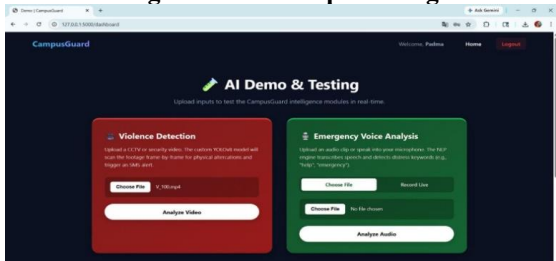 Demo | CampusGuard
Ask Gemini
127.0.0.1:5000/dashboard
CampusGuard
Welcome, Padma
Home
Logout
AI Demo & Testing
Upload inputs to test the CampusGuard intelligence modules in real-time.
Violence Detection
Upload a CCTV or security video. The custom YOLOv8 model will
scan the footage frame-by-frame for physical altercations and
trigger an SMS alert.
Choose File V_100.mp4
Analyze Video
Emergency Voice Analysis
Upload an audio clip or speak into your microphone. The NLP
engine transcribes speech and detects distress keywords (e.g.,
"help", "emergency").
Choose File
Record Live
Choose File No file chosen
Analyze Audio